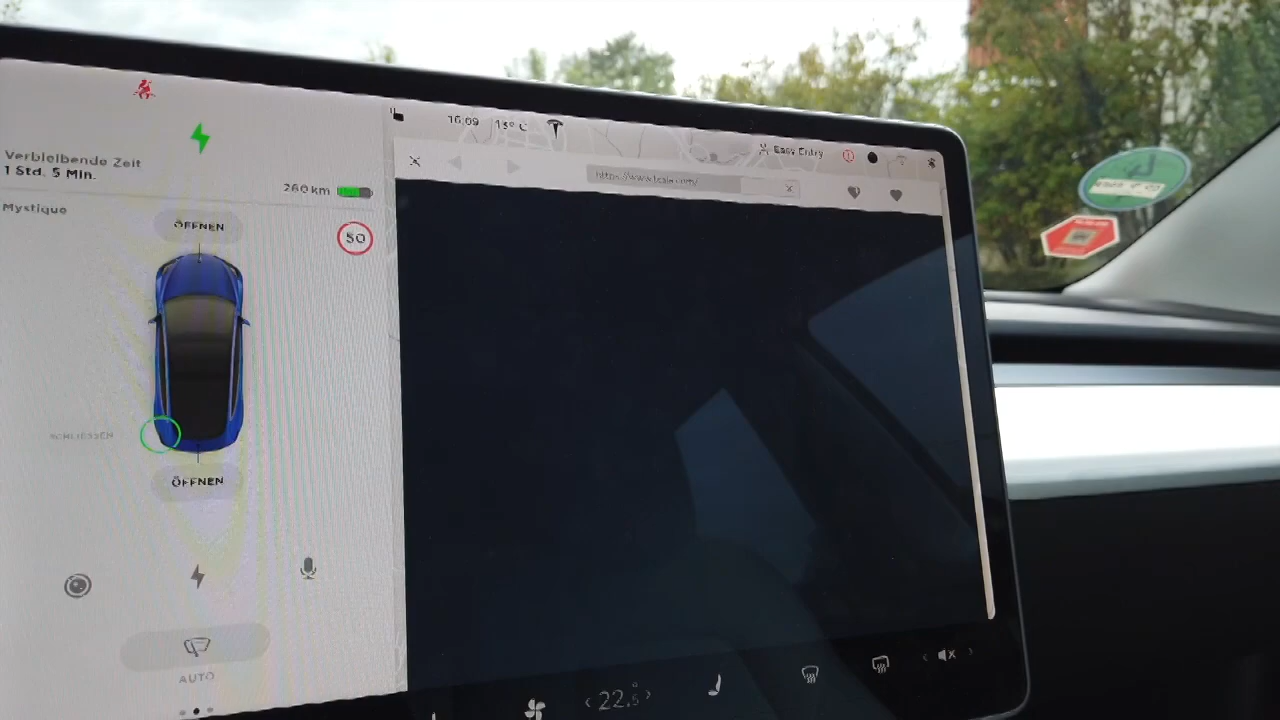 16:09
13° C
Easy Entry
Verbleibende Zeit
1 Std. 5 Min.
260 km
https://www.tesla.com/
Mystique
ÖFFNEN
50
SCHLIESSEN
ÖFFNEN
AUTO
22.5°